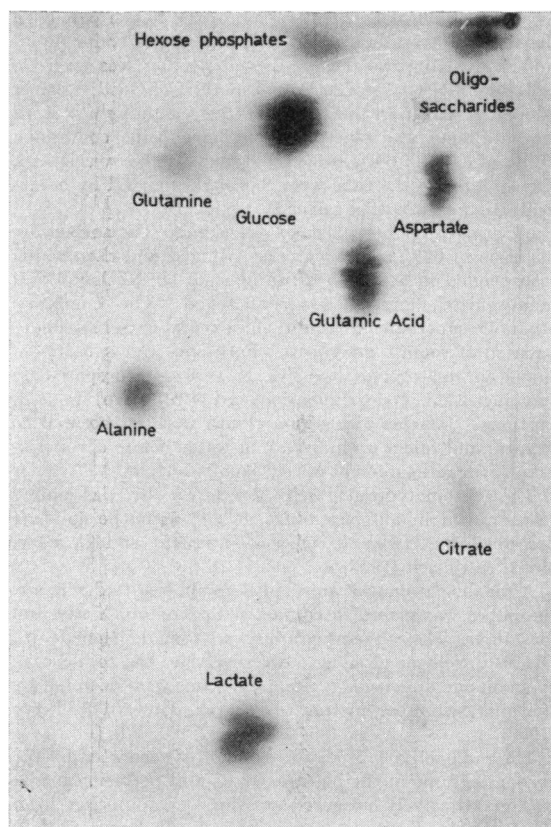 Hexose phosphates
Oligo-
saccharides
Glutamine
Glucose
Aspartate
Glutamic Acid
Alanine
Citrate
Lactate